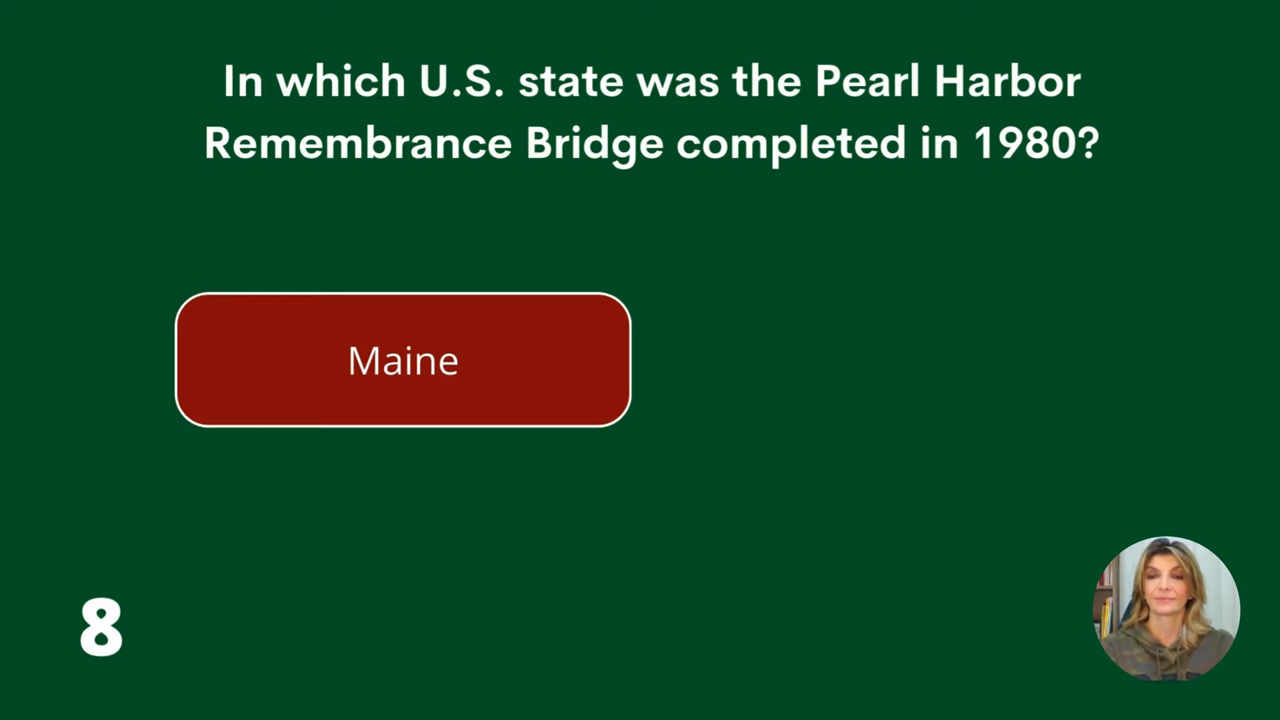 In which U.S. state was the Pearl Harbor
Remembrance Bridge completed in 1980?
Maine
8